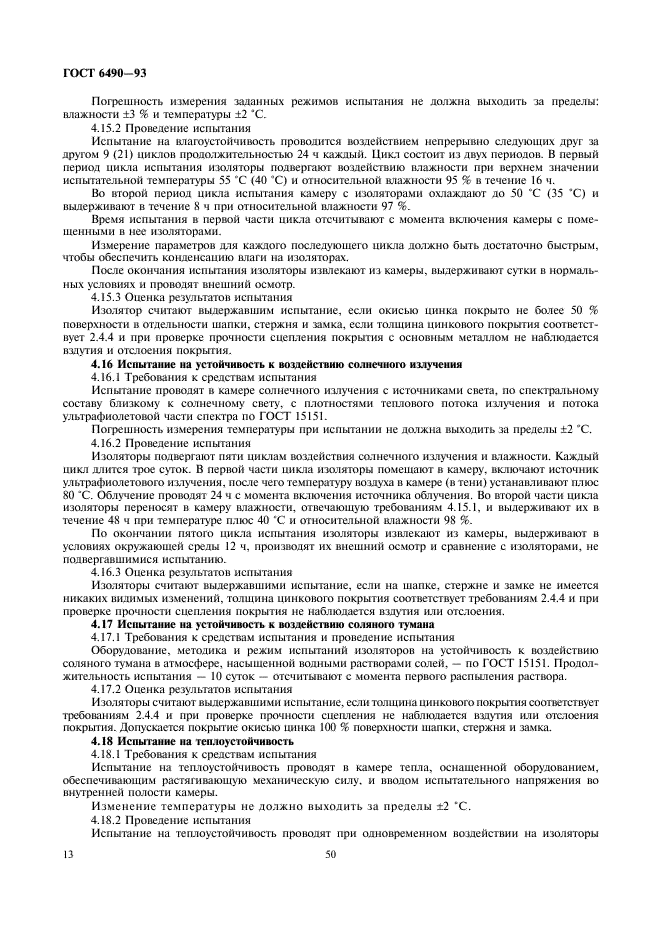 ГОСТ 6490—93
Погрешность измерения заданных режимов испытания не должна выходить за пределы:
влажности ±3 % и температуры ±2 °С.
4.15.2 Проведение испытания
Испытание на влагоустойчивость проводится воздействием непрерывно следующих друг за
другом 9 (21) циклов продолжительностью 24 ч каждый. Цикл состоит из двух периодов. В первый
период цикла испытания изоляторы подвергают воздействию влажности при верхнем значении
испытательной температуры 55 °С (40 °С) и относительной влажности 95 % в течение 16 ч.
Во второй период цикла испытания камеру с изоляторами охлаждают до 50 °С (35 °С) и
выдерживают в течение 8 ч при относительной влажности 97 %.
Время испытания в первой части цикла отсчитывают с момента включения камеры с поме-
щенными в нее изоляторами.
Измерение параметров для каждого последующего цикла должно быть достаточно быстрым,
чтобы обеспечить конденсацию влаги на изоляторах.
После окончания испытания изоляторы извлекают из камеры, выдерживают сутки в нормаль-
ных условиях и проводят внешний осмотр.
4.15.3 Оценка результатов испытания
Изолятор считают выдержавшим испытание, если окисью цинка покрыто не более 50 %
поверхности в отдельности шапки, стержня и замка, если толщина цинкового покрытия соответст-
вует 2.4.4 и при проверке прочности сцепления покрытия с основным металлом не наблюдается
вздутия и отслоения покрытия.
4.16 Испытание на устойчивость к воздействию солнечного излучения
4.16.1 Требования к средствам испытания
Испытание проводят в камере солнечного излучения с источниками света, по спектральному
составу близкому к солнечному свету, с плотностями теплового потока излучения и потока
ультрафиолетовой части спектра по ГОСТ 15151.
Погрешность измерения температуры при испытании не должна выходить за пределы ±2 °С.
4.16.2 Проведение испытания
Изоляторы подвергают пяти циклам воздействия солнечного излучения и влажности. Каждый
цикл длится трое суток. В первой части цикла изоляторы помещают в камеру, включают источник
ультрафиолетового излучения, после чего температуру воздуха в камере (в тени) устанавливают плюс
80 °С. Облучение проводят 24 ч с момента включения источника облучения. Во второй части цикла
изоляторы переносят в камеру влажности, отвечающую требованиям 4.15.1, и выдерживают их в
течение 48 ч при температуре плюс 40 °С и относительной влажности 98 %.
По окончании пятого цикла испытания изоляторы извлекают из камеры, выдерживают в
условиях окружающей среды 12 ч, производят их внешний осмотр и сравнение с изоляторами, не
подвергавшимися испытанию.
4.16.3 Оценка результатов испытания
Изоляторы считают выдержавшими испытание, если на шапке, стержне и замке не имеется
никаких видимых изменений, толщина цинкового покрытия соответствует требованиям 2.4.4 и при
проверке прочности сцепления покрытия не наблюдается вздутия или отслоения.
4.17 Испытание на устойчивость к воздействию соляного тумана
4.17.1 Требования к средствам испытания и проведение испытания
Оборудование, методика и режим испытаний изоляторов на устойчивость к воздействию
соляного тумана в атмосфере, насыщенной водными растворами солей, — по ГОСТ 15151. Продол-
жительность испытания — 10 суток — отсчитывают с момента первого распыления раствора.
4.17.2 Оценка результатов испытания
Изоляторы считают выдержавшими испытание, если толщина цинкового покрытия соответствует
требованиям 2.4.4 и при проверке прочности сцепления не наблюдается вздутия или отслоения
покрытия. Допускается покрытие окисью цинка 100 % поверхности шапки, стержня и замка.
4.18 Испытание на теплоустойчивость
4.18.1 Требования к средствам испытания
Испытание на теплоустойчивость проводят в камере тепла, оснащенной оборудованием,
обеспечивающим растягивающую механическую силу, и вводом испытательного напряжения во
внутренней полости камеры.
Изменение температуры не должно выходить за пределы ±2 °С.
4.18.2 Проведение испытания
Испытание на теплоустойчивость проводят при одновременном воздействии на изоляторы
13
50